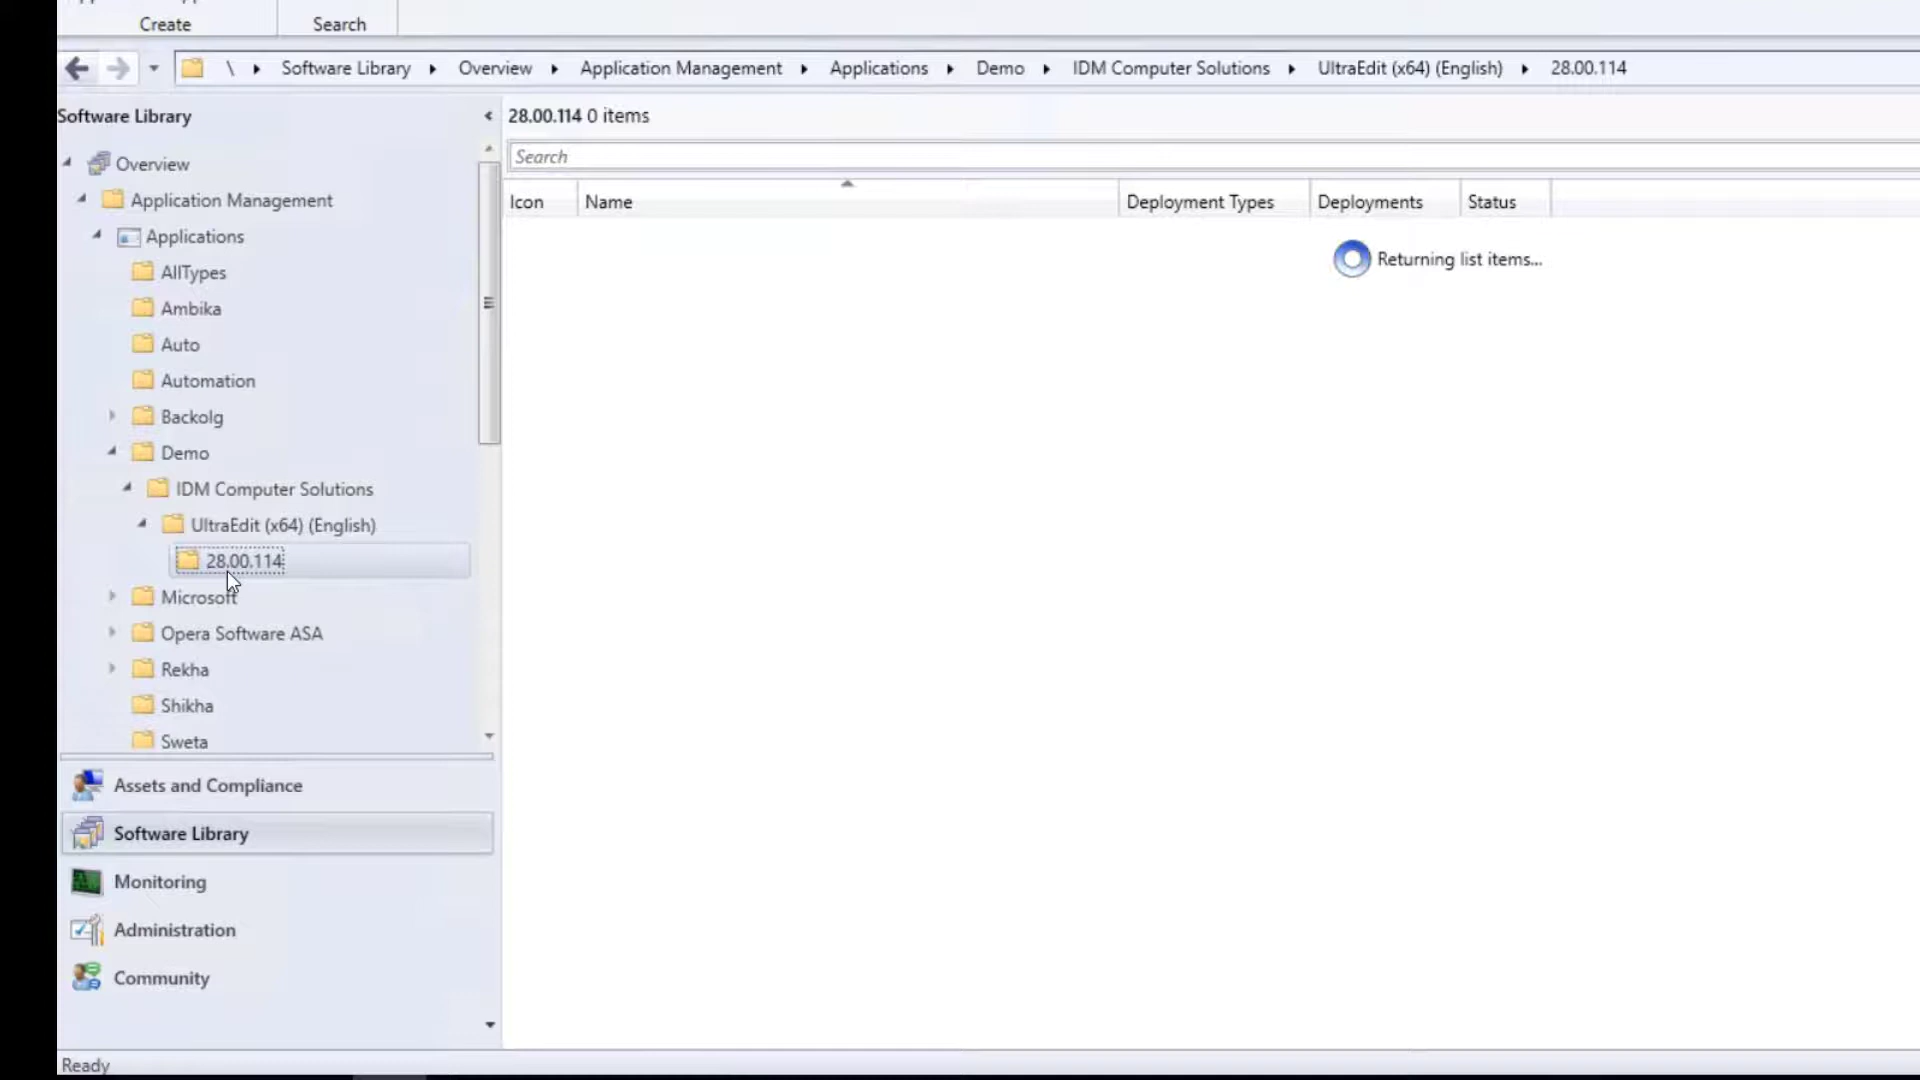 Create
Search
\ Software Library Overview Application Management Applications Demo IDM Computer Solutions UltraEdit (x64) (English) 28.00.114
Software Library
Overview
Application Management
Applications
AllTypes
Ambika
Auto
Automation
Backolg
Demo
IDM Computer Solutions
UltraEdit (x64) (English)
28.00.114
Microsoft
Opera Software ASA
Rekha
Shikha
Sweta
Assets and Compliance
Software Library
Monitoring
Administration
Community
28.00.114 0 items
Search
Icon Name Deployment Types Deployments Status
Returning list items...
Ready